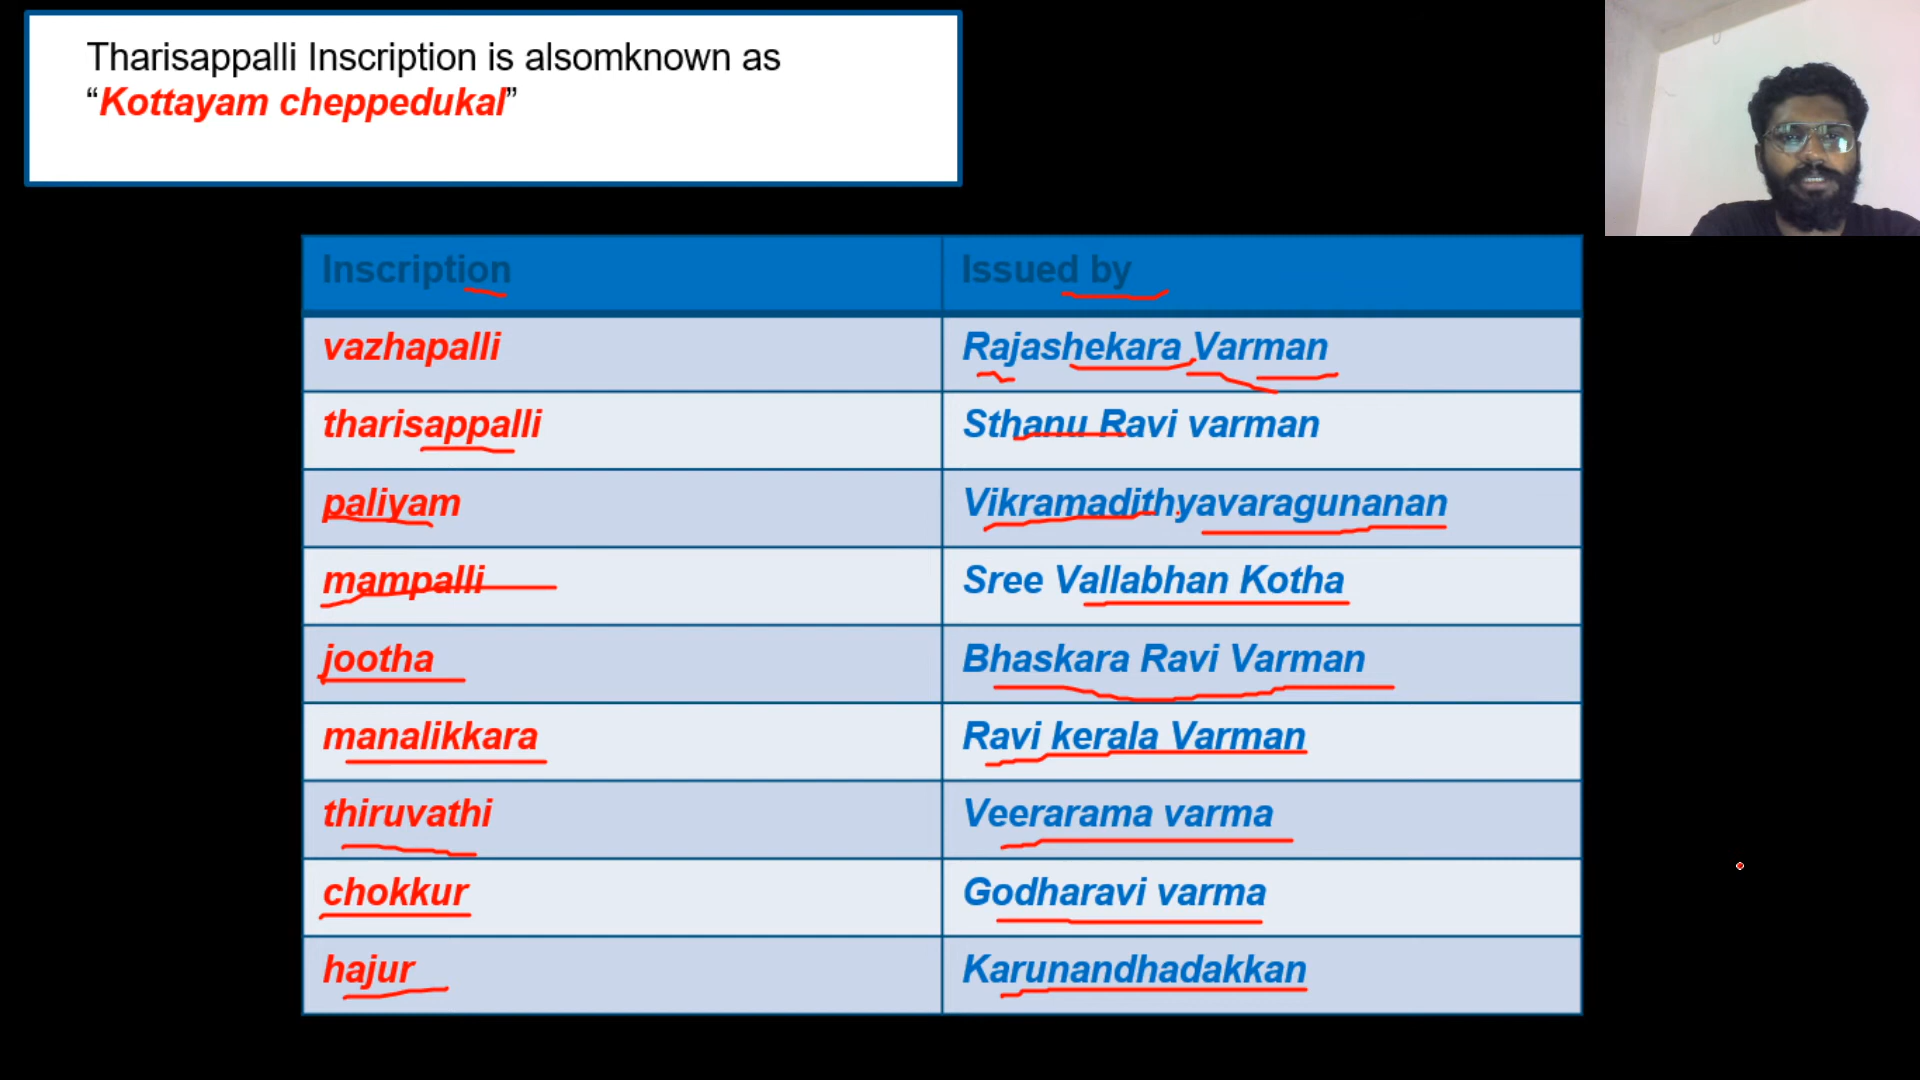 Tharisappalli Inscription is alsomknown as
“Kottayam cheppedukal”
Inscription Issued by
vazhapalli Rajashekara Varman
tharisappalli Sthanu Ravi varman
paliyam Vikramadithyavaragunanan
mampalli Sree Vallabhan Kotha
jootha Bhaskara Ravi Varman
manalikkara Ravi kerala Varman
thiruvathi Veerarama varma
chokkur Godharavi varma
hajur Karunandhadakkan